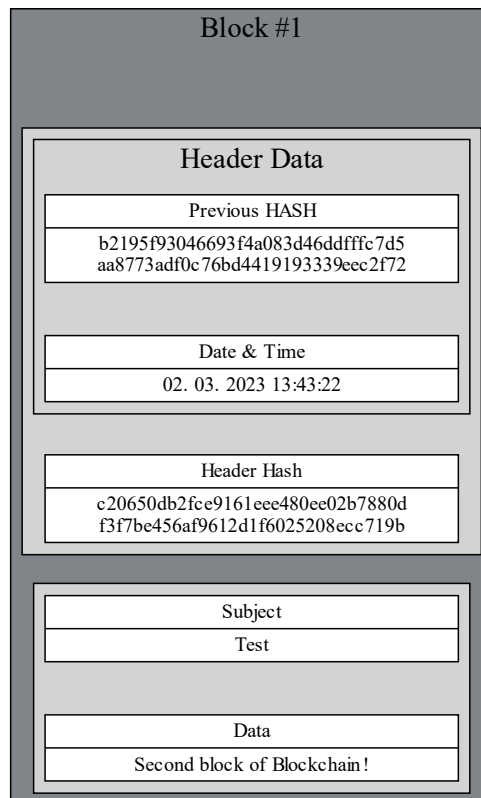 Block #1
Header Data
Previous HASH
b2195f93046693f4a083d46ddfffc7d5
aa8773adf0c76bd4419193339eec2f72
Date & Time
02. 03. 2023 13:43:22
Header Hash
c20650db2fce9161eee480ee02b7880d
f3f7be456af9612d1f6025208ecc719b
Subject
Test
Data
Second block of Blockchain!